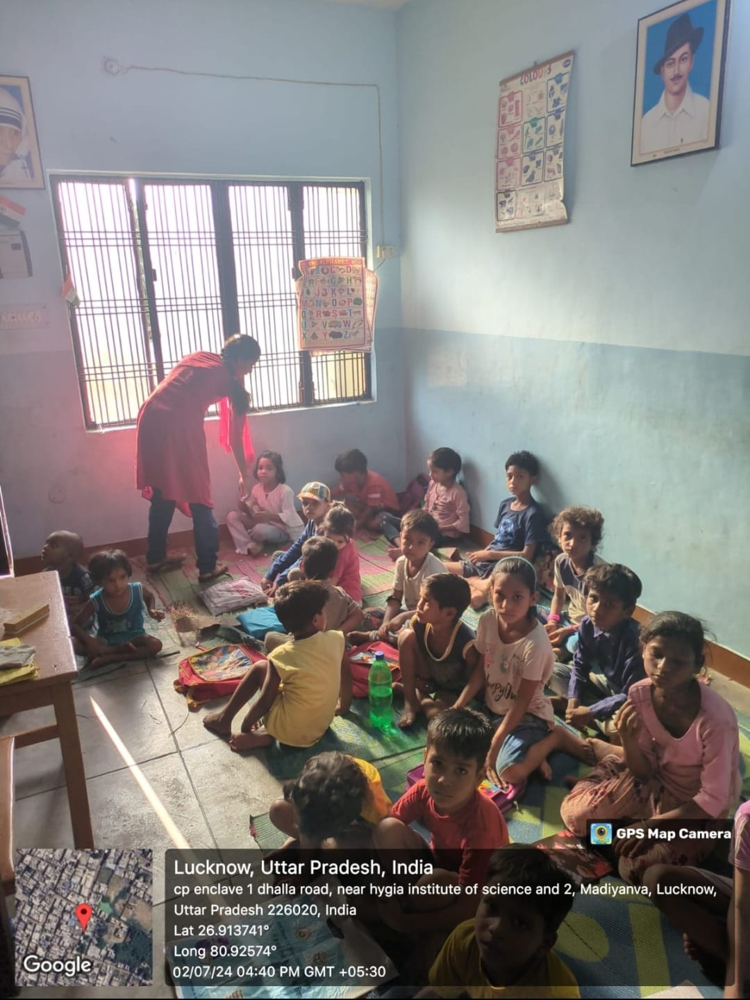 COLOURS
THE ALPHABET
B C D
G H
J K L
M N O P
Q R S T
U V W
X Y Z
GPS Map Camera
Lucknow, Uttar Pradesh, India
cp enclave 1 dhalla road, near hygia institute of science and 2, Madiyanva, Lucknow,
Uttar Pradesh 226020, India
Lat 26.913741°
Long 80.92574°
02/07/24 04:40 PM GMT +05:30
Google